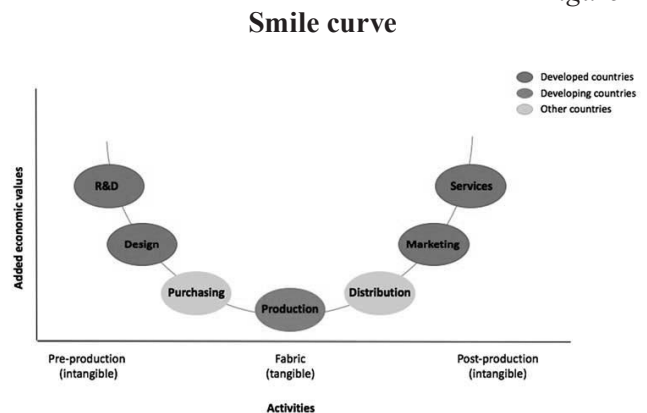 Smile curve
Developed countries
Developing countries
Other countries
Added economic values
R&D
Services
Design
Marketing
Purchasing
Distribution
Production
Pre-production
(intangible)
Fabric
(tangible)
Post-production
(intangible)
Activities